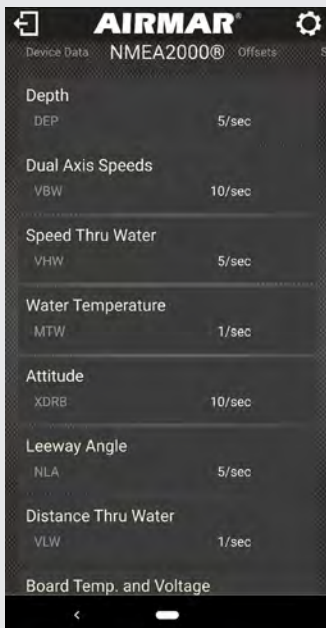 AIRMAR®
Device Data NMEA2000® Offsets S
Depth
DEP 5/sec
Dual Axis Speeds
VBW 10/sec
Speed Thru Water
VHW 5/sec
Water Temperature
MTW 1/sec
Attitude
XDRB 10/sec
Leeway Angle
NLA 5/sec
Distance Thru Water
VLW 1/sec
Board Temp. and Voltage